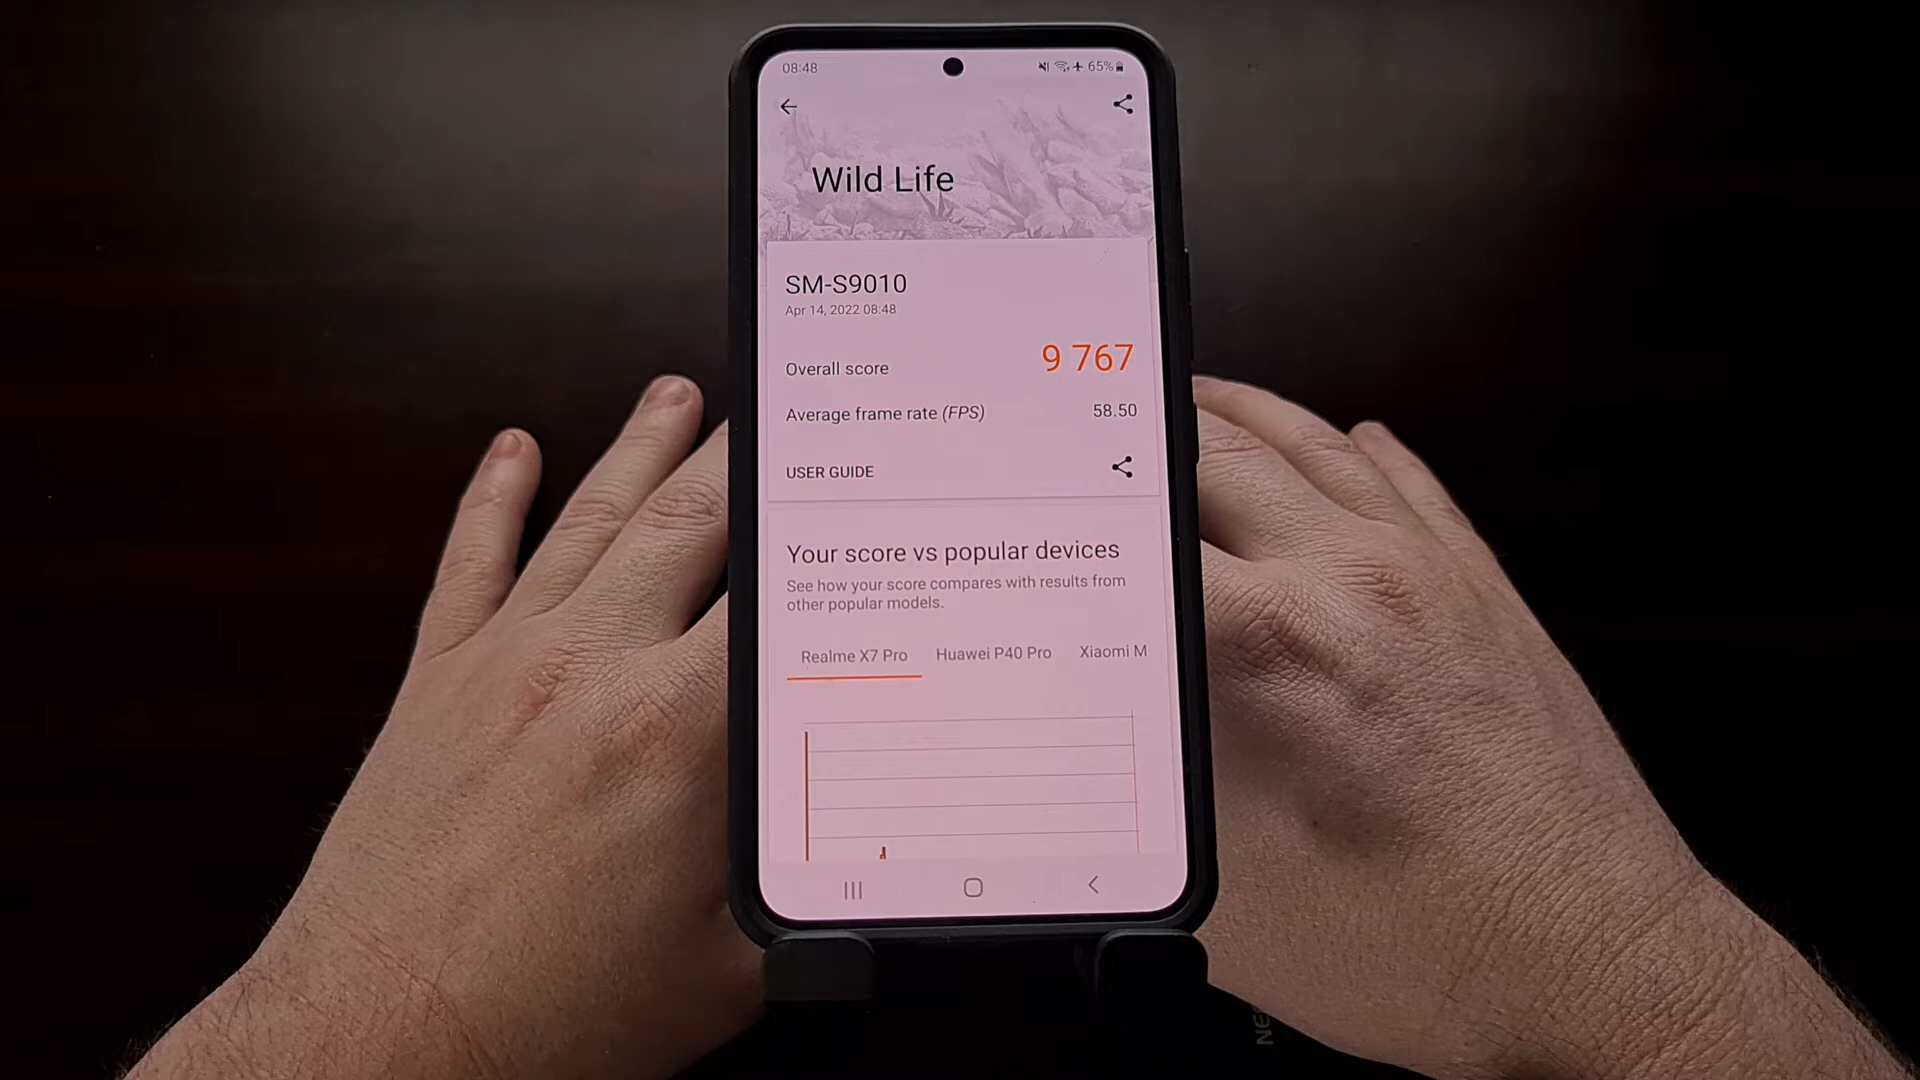 08:48
65%
Wild Life
SM-S9010
Apr 14, 2022 08:48
Overall score
9 767
Average frame rate (FPS)
58.50
USER GUIDE
Your score vs popular devices
See how your score compares with results from
other popular models.
Realme X7 Pro Huawei P40 Pro Xiaomi M